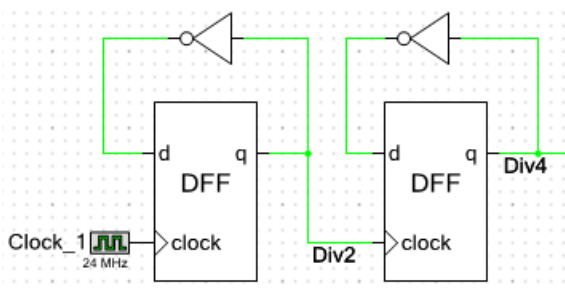 d q
DFF
Clock_1
24 MHz
clock
Div2
d q
DFF
clock
Div4